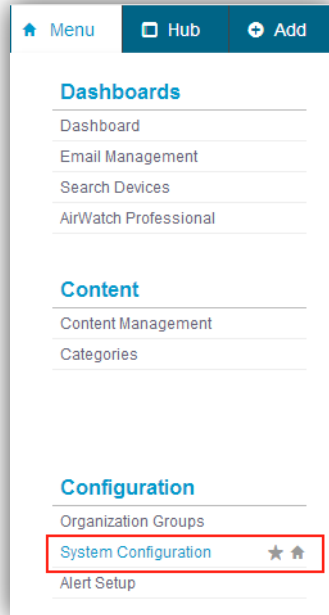 Menu Hub Add
Dashboards
Dashboard
Email Management
Search Devices
AirWatch Professional
Content
Content Management
Categories
Configuration
Organization Groups
System Configuration
Alert Setup